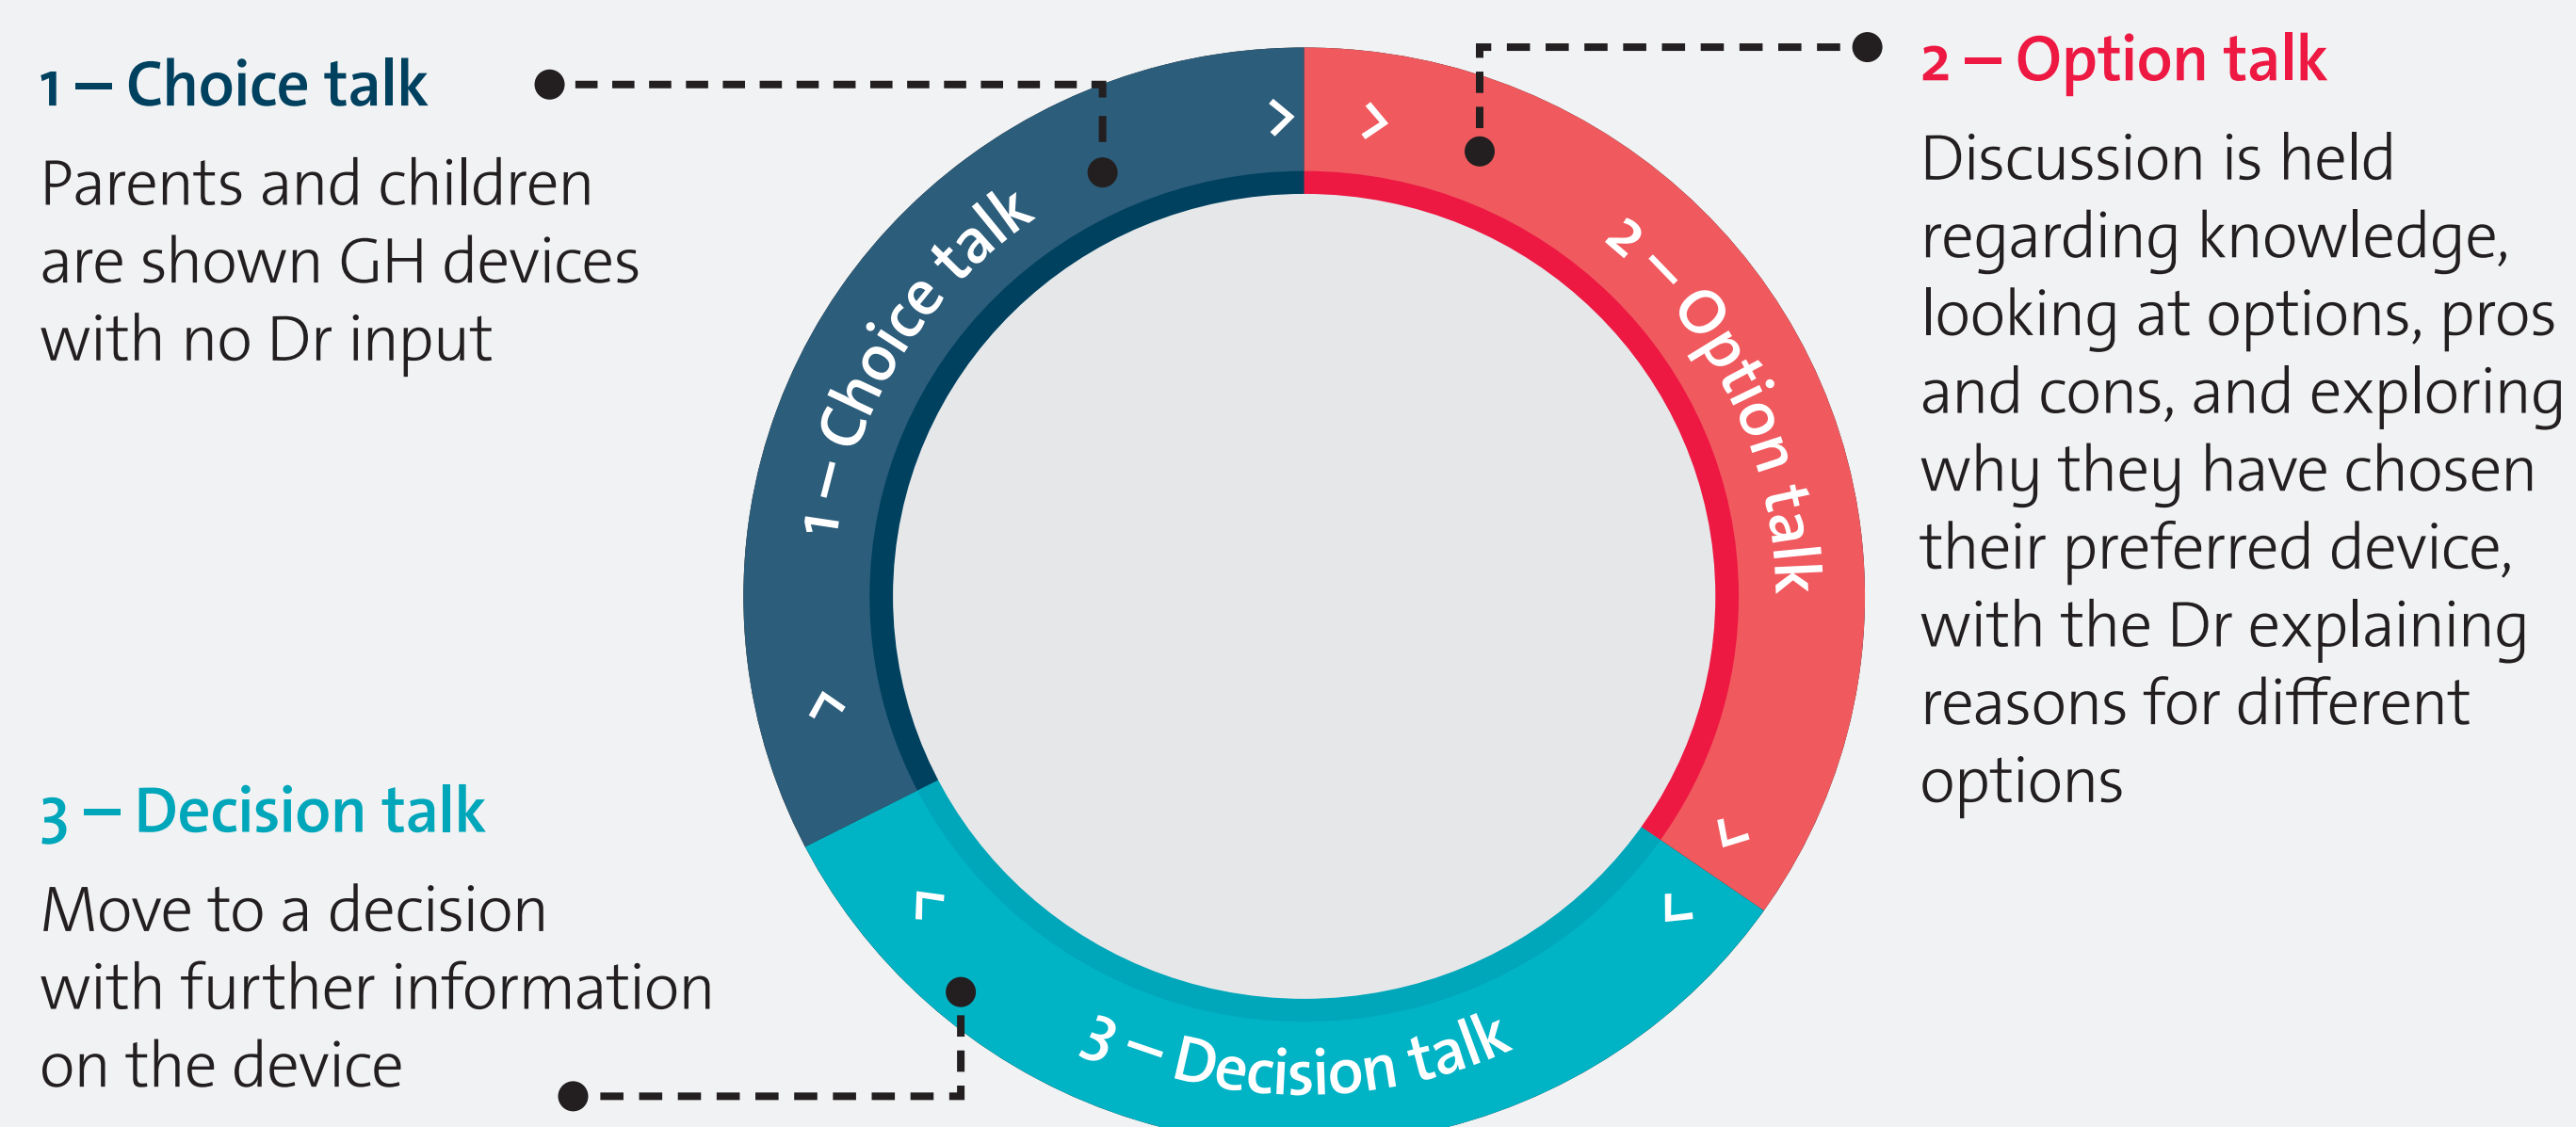 1 – Choice talk
Parents and children
are shown GH devices
with no Dr input
2 – Option talk
Discussion is held
regarding knowledge,
looking at options, pros
and cons, and exploring
why they have chosen
their preferred device,
with the Dr explaining
reasons for different
options
3 – Decision talk
Move to a decision
with further information
on the device
1 – Choice talk
2 – Option talk
3 – Decision talk